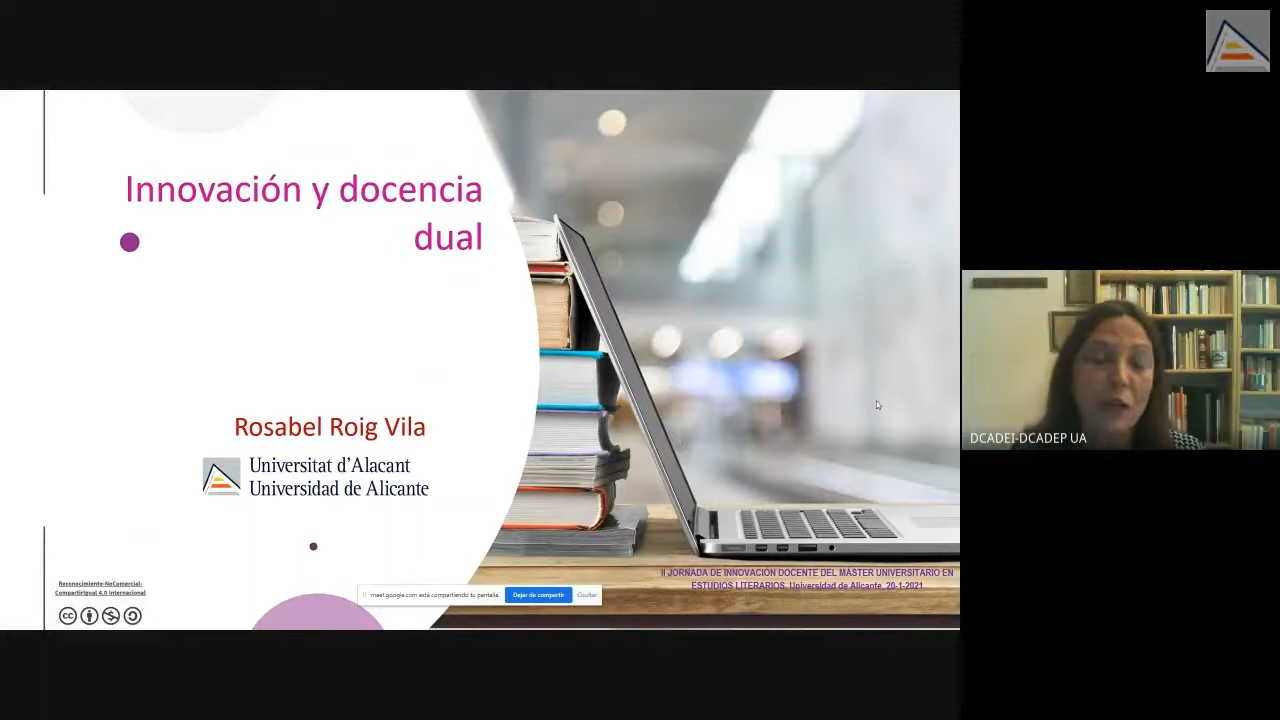 Innovación y docencia
dual
Rosabel Roig Vila
Universitat d'Alacant
Universidad de Alicante
Reconocimiento-NoComercial-
CompartirIgual 4.0 Internacional
cc
meet.google.com está compartiendo tu pantalla.
Dejar de compartir
Ocultar
II JORNADA DE INNOVACIÓN DOCENTE DEL MÁSTER UNIVERSITARIO EN
ESTUDIOS LITERARIOS. Universidad de Alicante, 20-1-2021
DCADEI-DCADEP UA